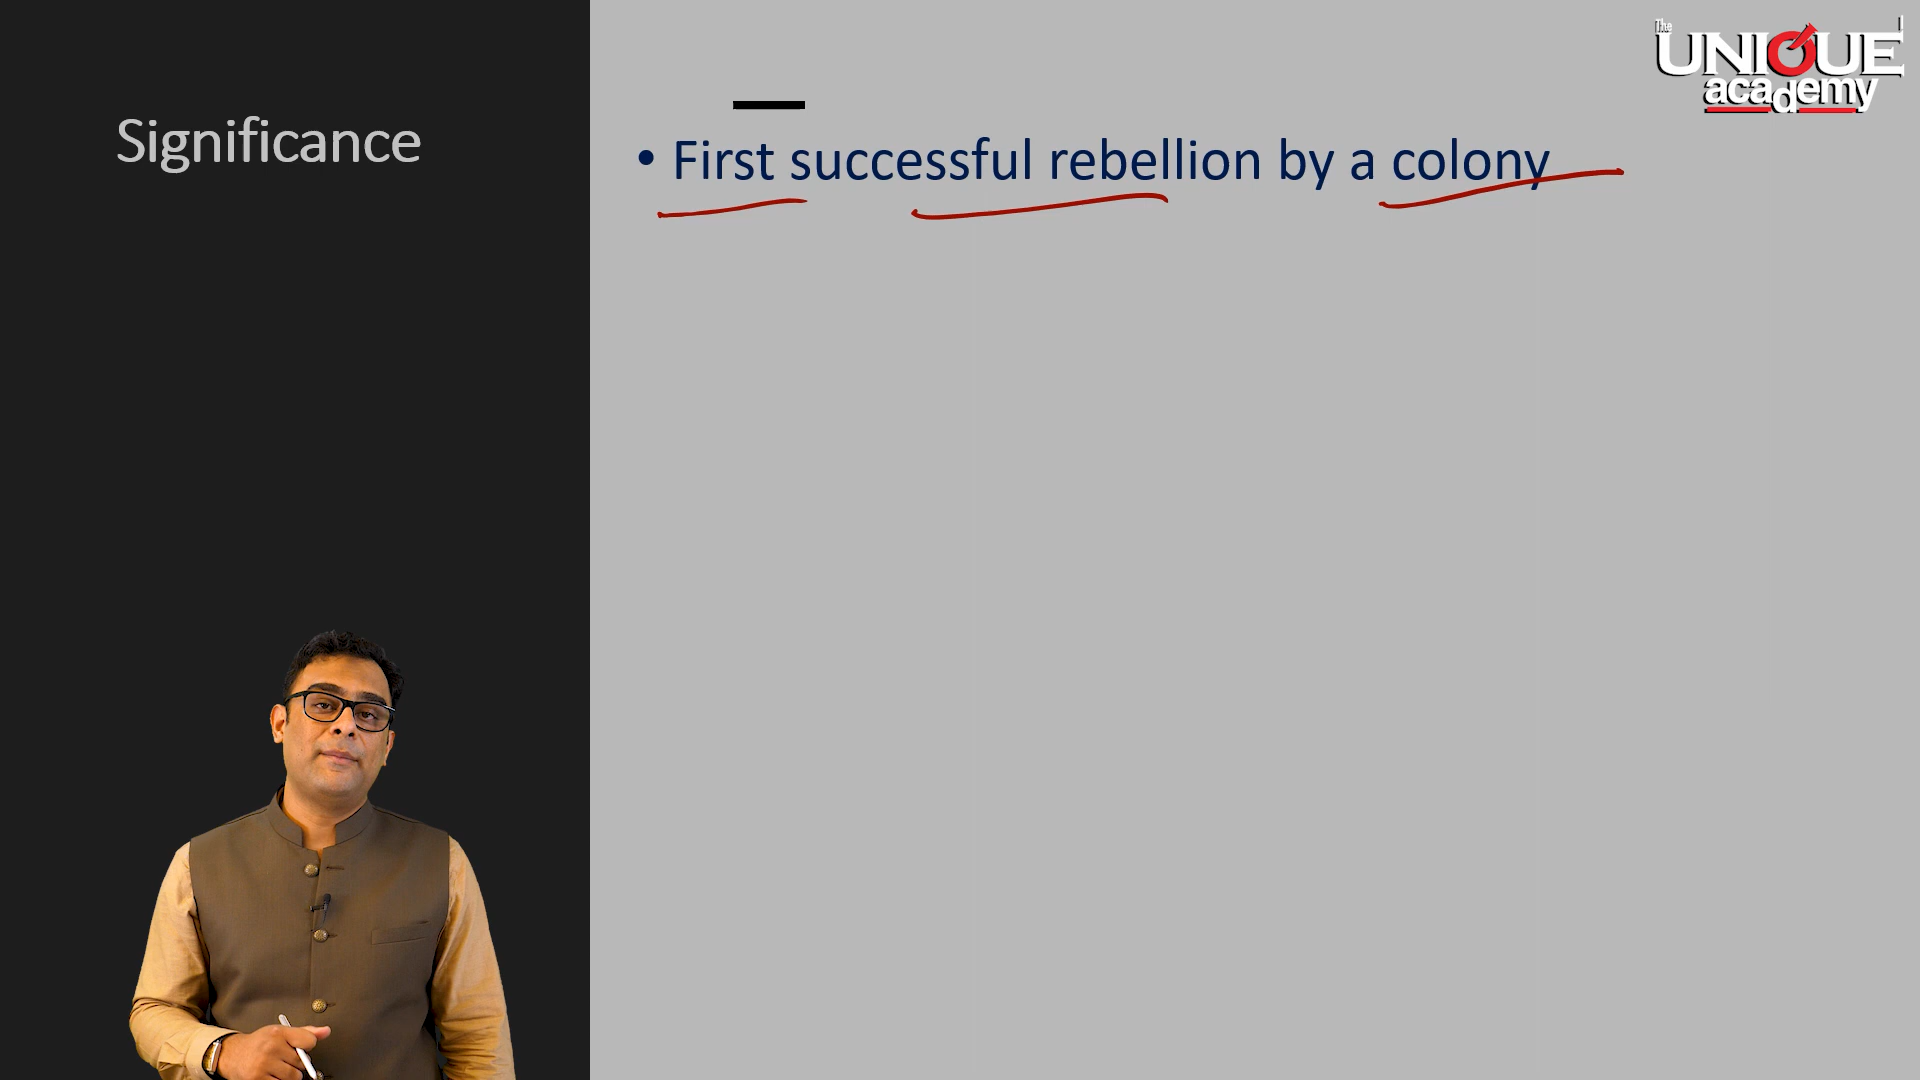 Significance
• First successful rebellion by a colony
The
UNIQUE
academy